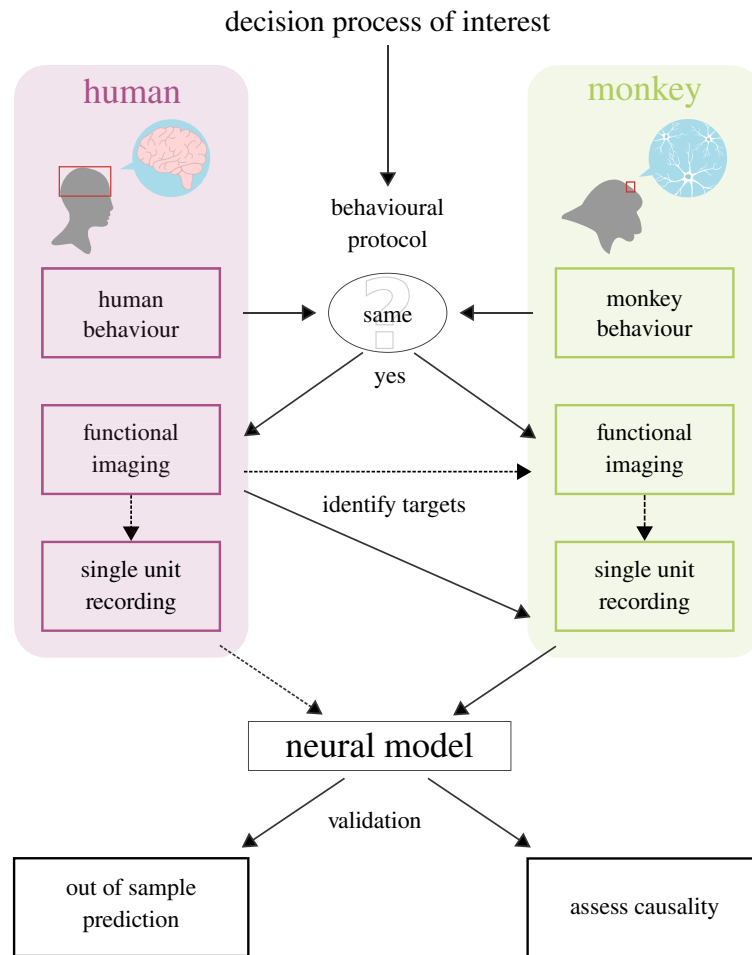 decision process of interest
human
monkey
behavioural
protocol
human
behaviour
?
same
monkey
behaviour
yes
functional
imaging
functional
imaging
identify targets
single unit
recording
single unit
recording
neural model
validation
out of sample
prediction
assess causality